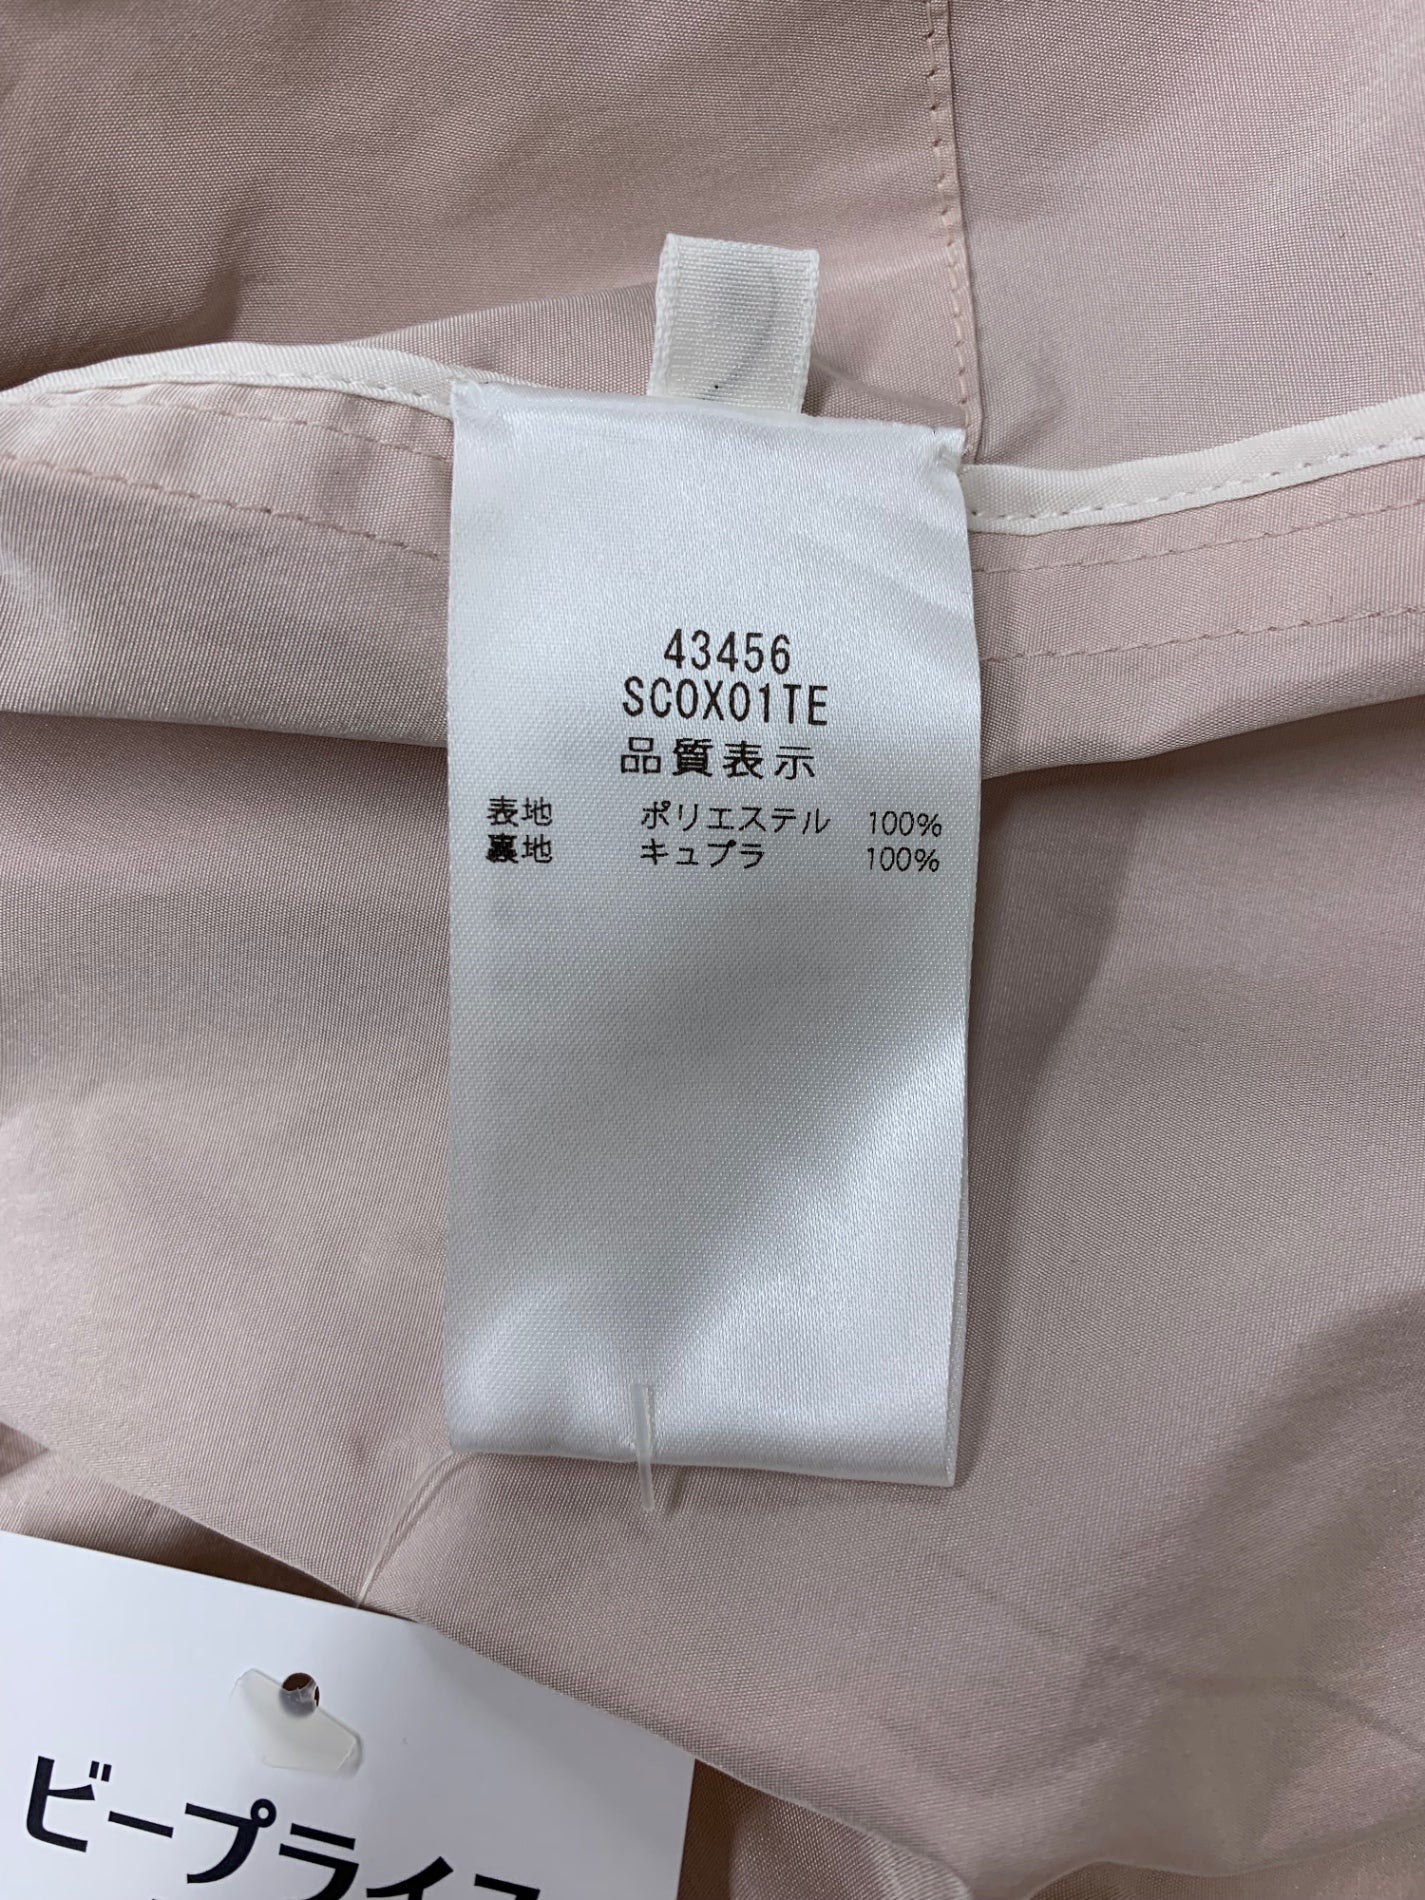 43456
SCOX01TE
品質表示
表地 ポリエステル 100%
裏地 キュプラ 100%
ビープライス